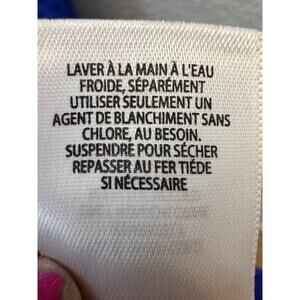 LAVER À LA MAIN À L'EAU
FROIDE, SÉPARÉMENT
UTILISER SEULEMENT UN
AGENT DE BLANCHIMENT SANS
CHLORE, AU BESOIN.
SUSPENDRE POUR SÉCHER
REPASSER AU FER TIÉDE
SI NÉCESSAIRE